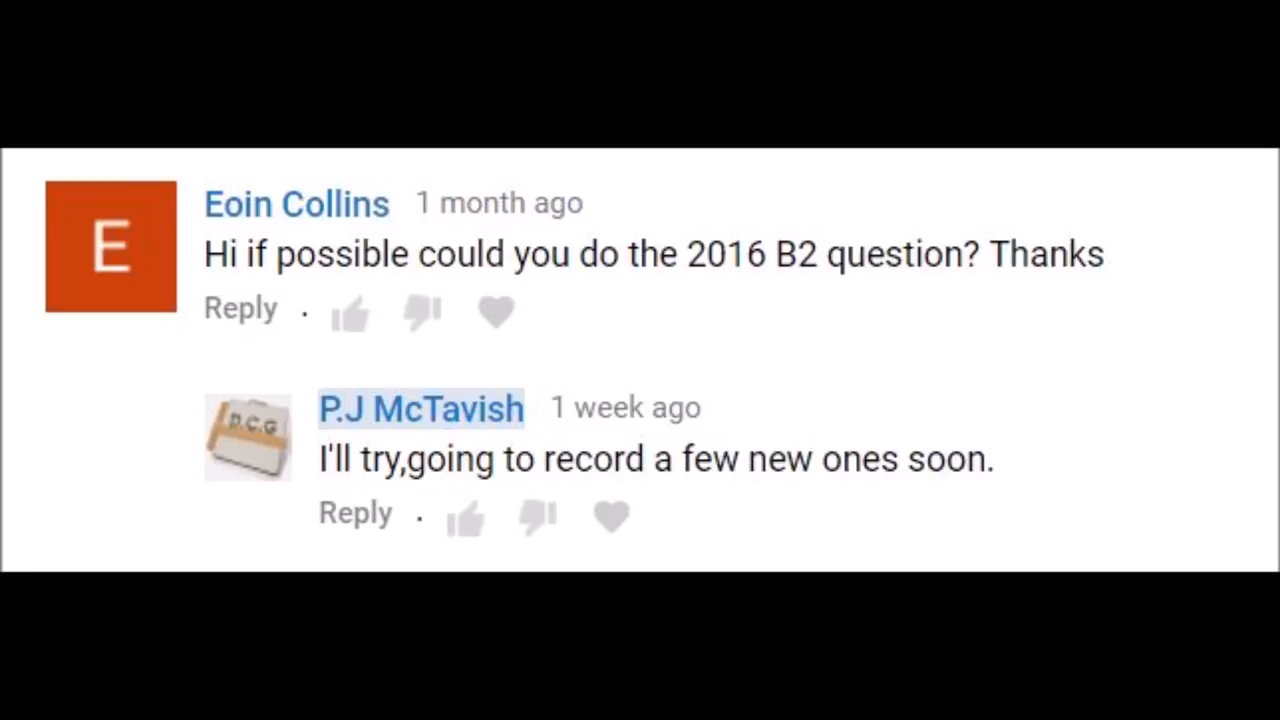 E
Eoin Collins 1 month ago
Hi if possible could you do the 2016 B2 question? Thanks
Reply .
D.C.G
P.J McTavish 1 week ago
I'll try,going to record a few new ones soon.
Reply .